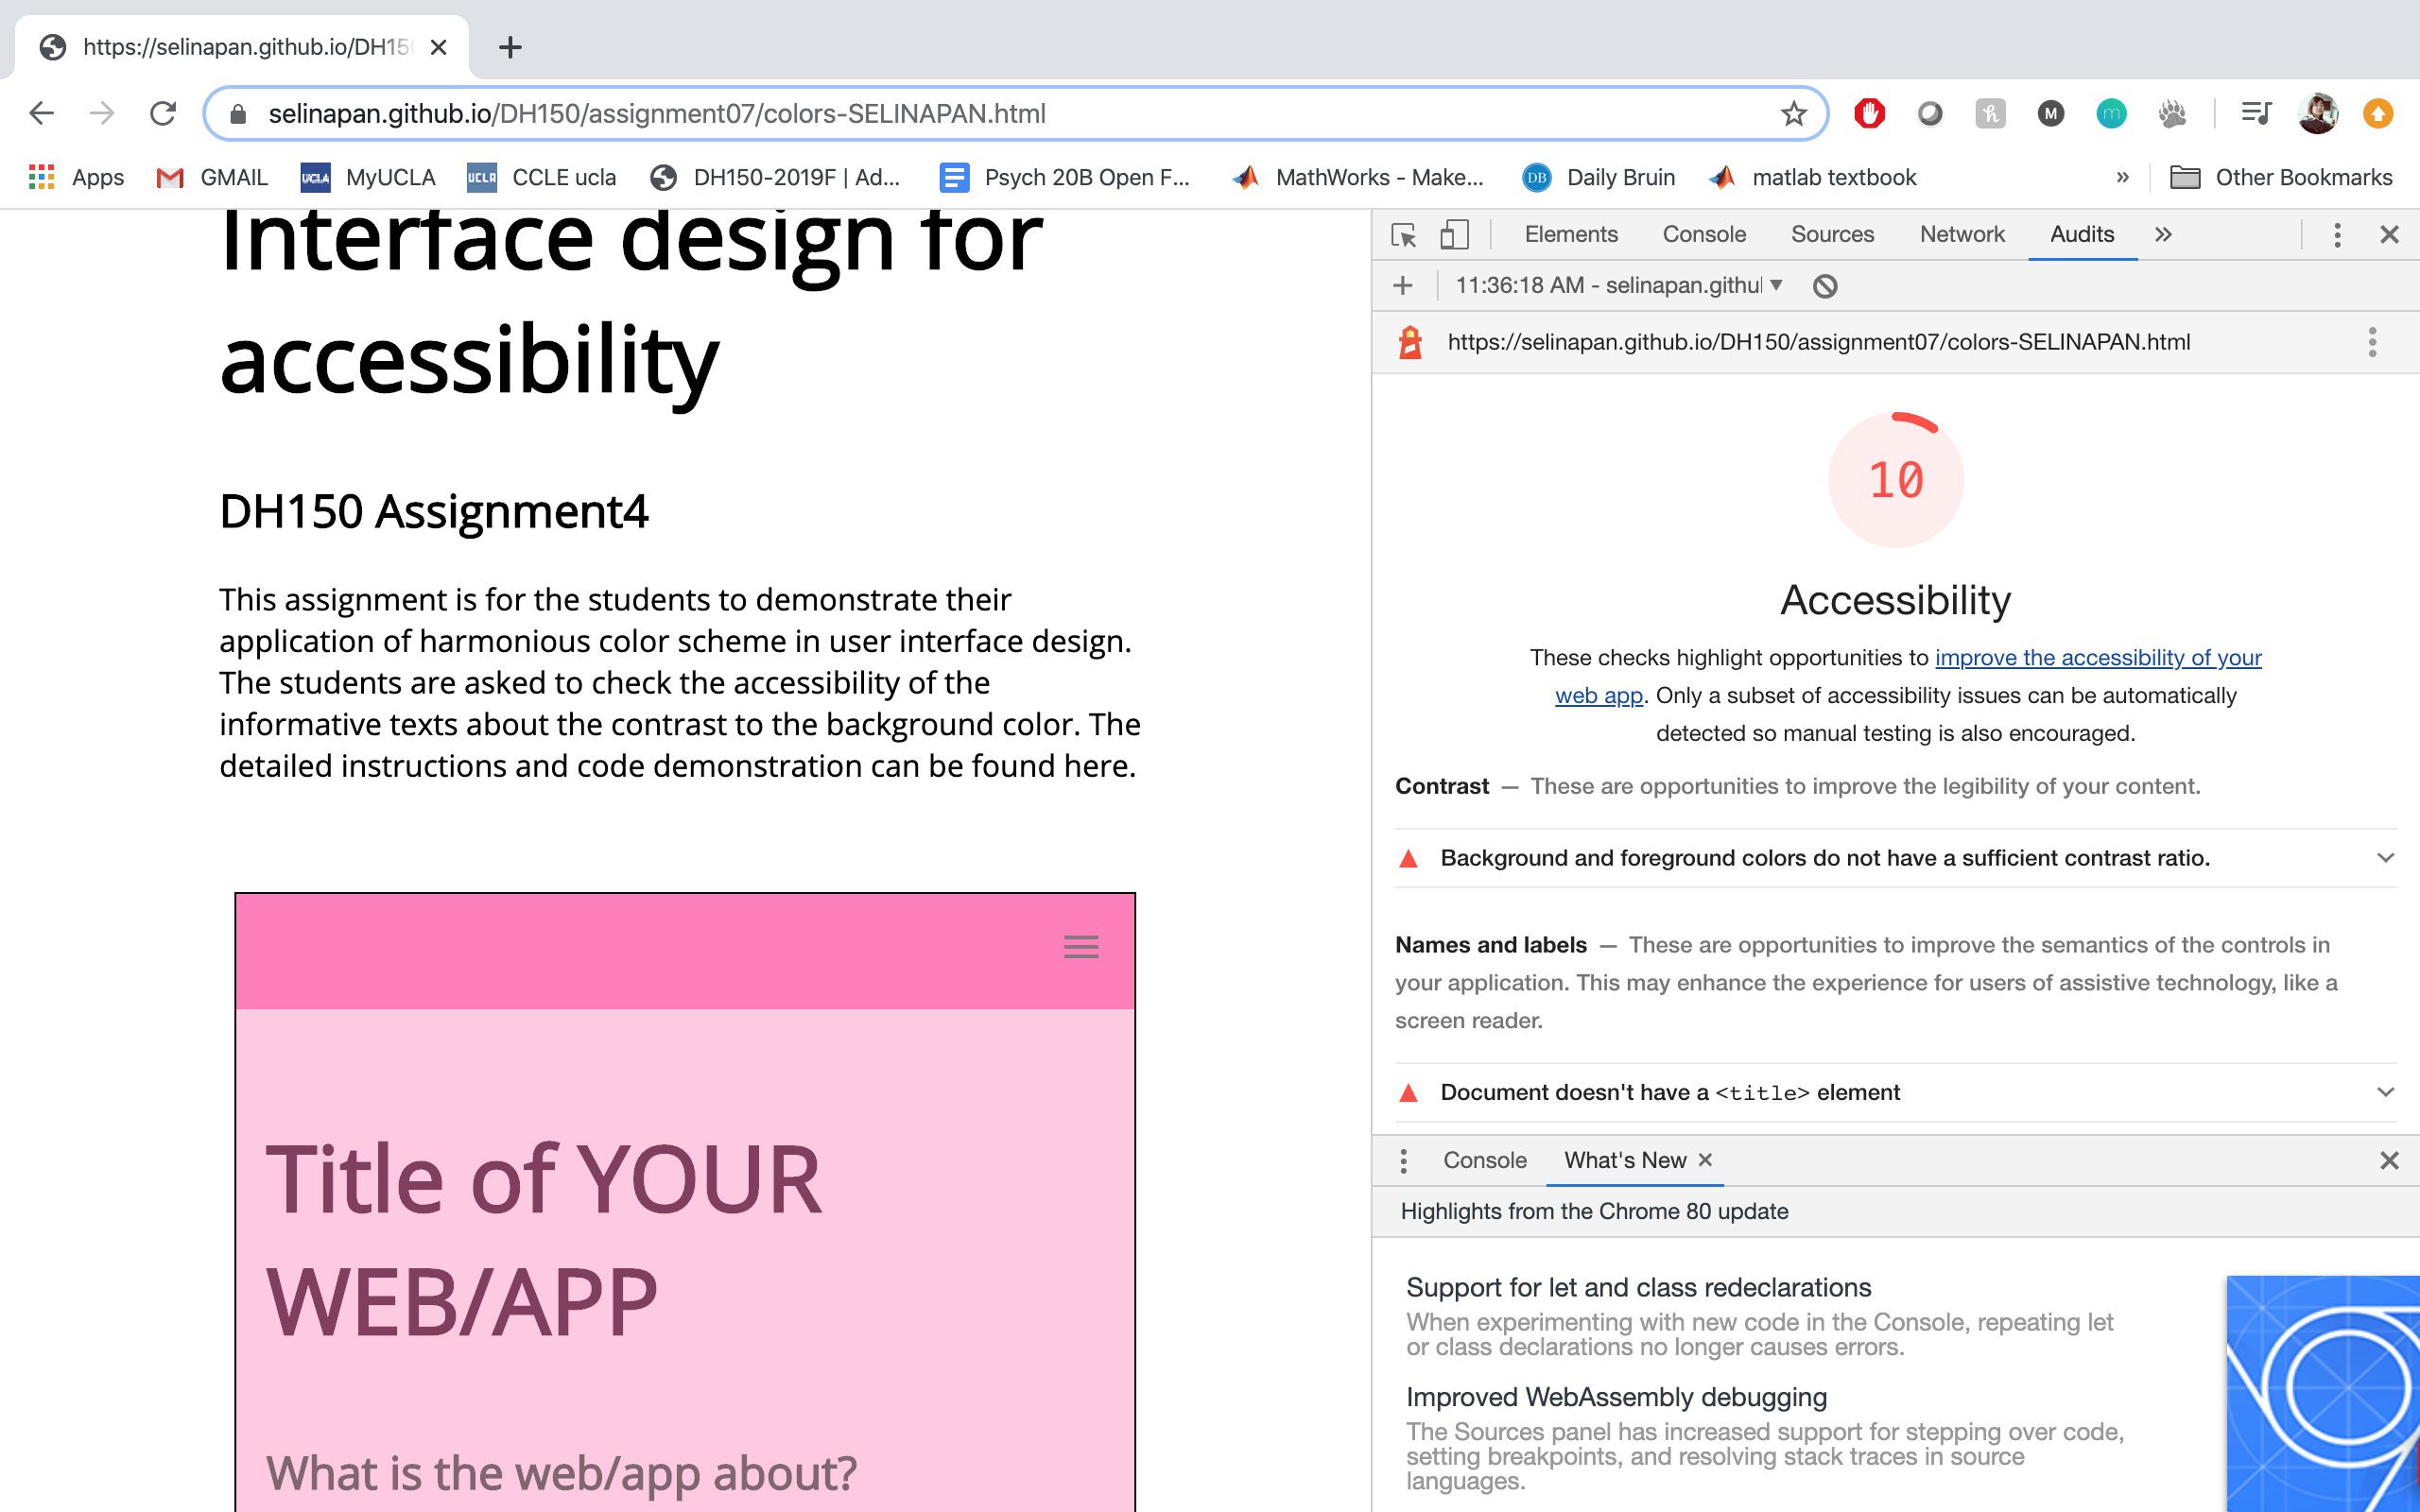 https://selinapan.github.io/DH150
selinapan.github.io/DH150/assignment07/colors-SELINAPAN.html
Apps GMAIL MyUCLA CCLE ucla DH150-2019F | Ad... Psych 20B Open F... MathWorks - Make... DB Daily Bruin matlab textbook » Other Bookmarks
Interface design for
accessibility
DH150 Assignment4
This assignment is for the students to demonstrate their
application of harmonious color scheme in user interface design.
The students are asked to check the accessibility of the
informative texts about the contrast to the background color. The
detailed instructions and code demonstration can be found here.
Title of YOUR
WEB/APP
What is the web/app about?
Elements Console Sources Network Audits »
11:36:18 AM - selinapan.githu
https://selinapan.github.io/DH150/assignment07/colors-SELINAPAN.html
10
Accessibility
These checks highlight opportunities to improve the accessibility of your
web app. Only a subset of accessibility issues can be automatically
detected so manual testing is also encouraged.
Contrast — These are opportunities to improve the legibility of your content.
Background and foreground colors do not have a sufficient contrast ratio.
Names and labels — These are opportunities to improve the semantics of the controls in
your application. This may enhance the experience for users of assistive technology, like a
screen reader.
Document doesn't have a <title> element
Console What's New
Highlights from the Chrome 80 update
Support for let and class redeclarations
When experimenting with new code in the Console, repeating let
or class declarations no longer causes errors.
Improved WebAssembly debugging
The Sources panel has increased support for stepping over code,
setting breakpoints, and resolving stack traces in source
languages.